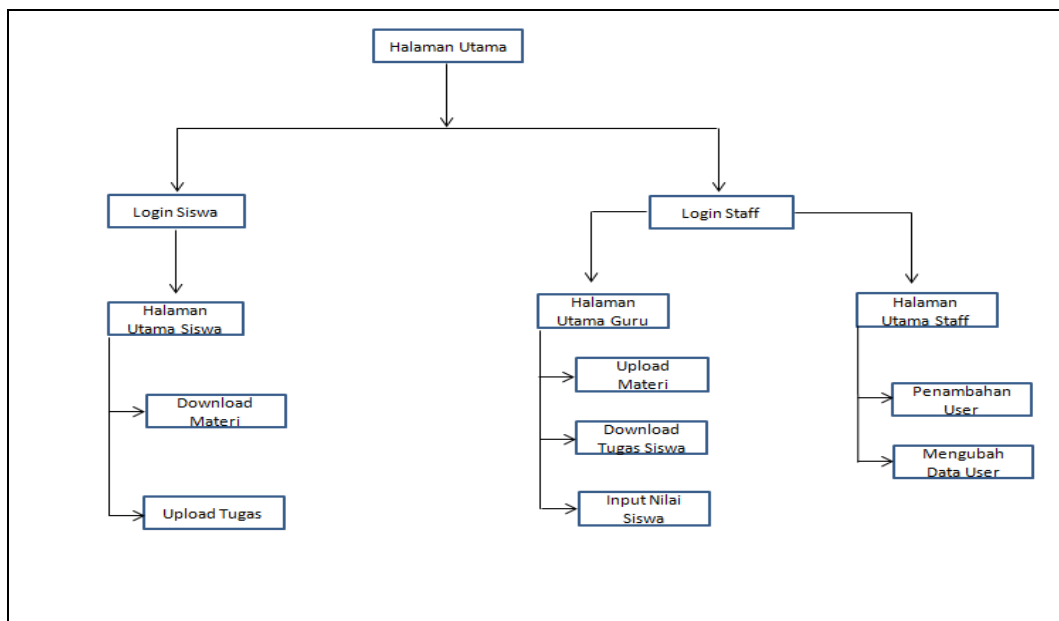 Halaman Utama
Login Siswa
Login Staff
Halaman
Utama Siswa
Halaman
Utama Guru
Halaman
Utama Staff
Download
Materi
Upload Tugas
Upload
Materi
Download
Tugas Siswa
Input Nilai
Siswa
Penambahan
User
Mengubah
Data User